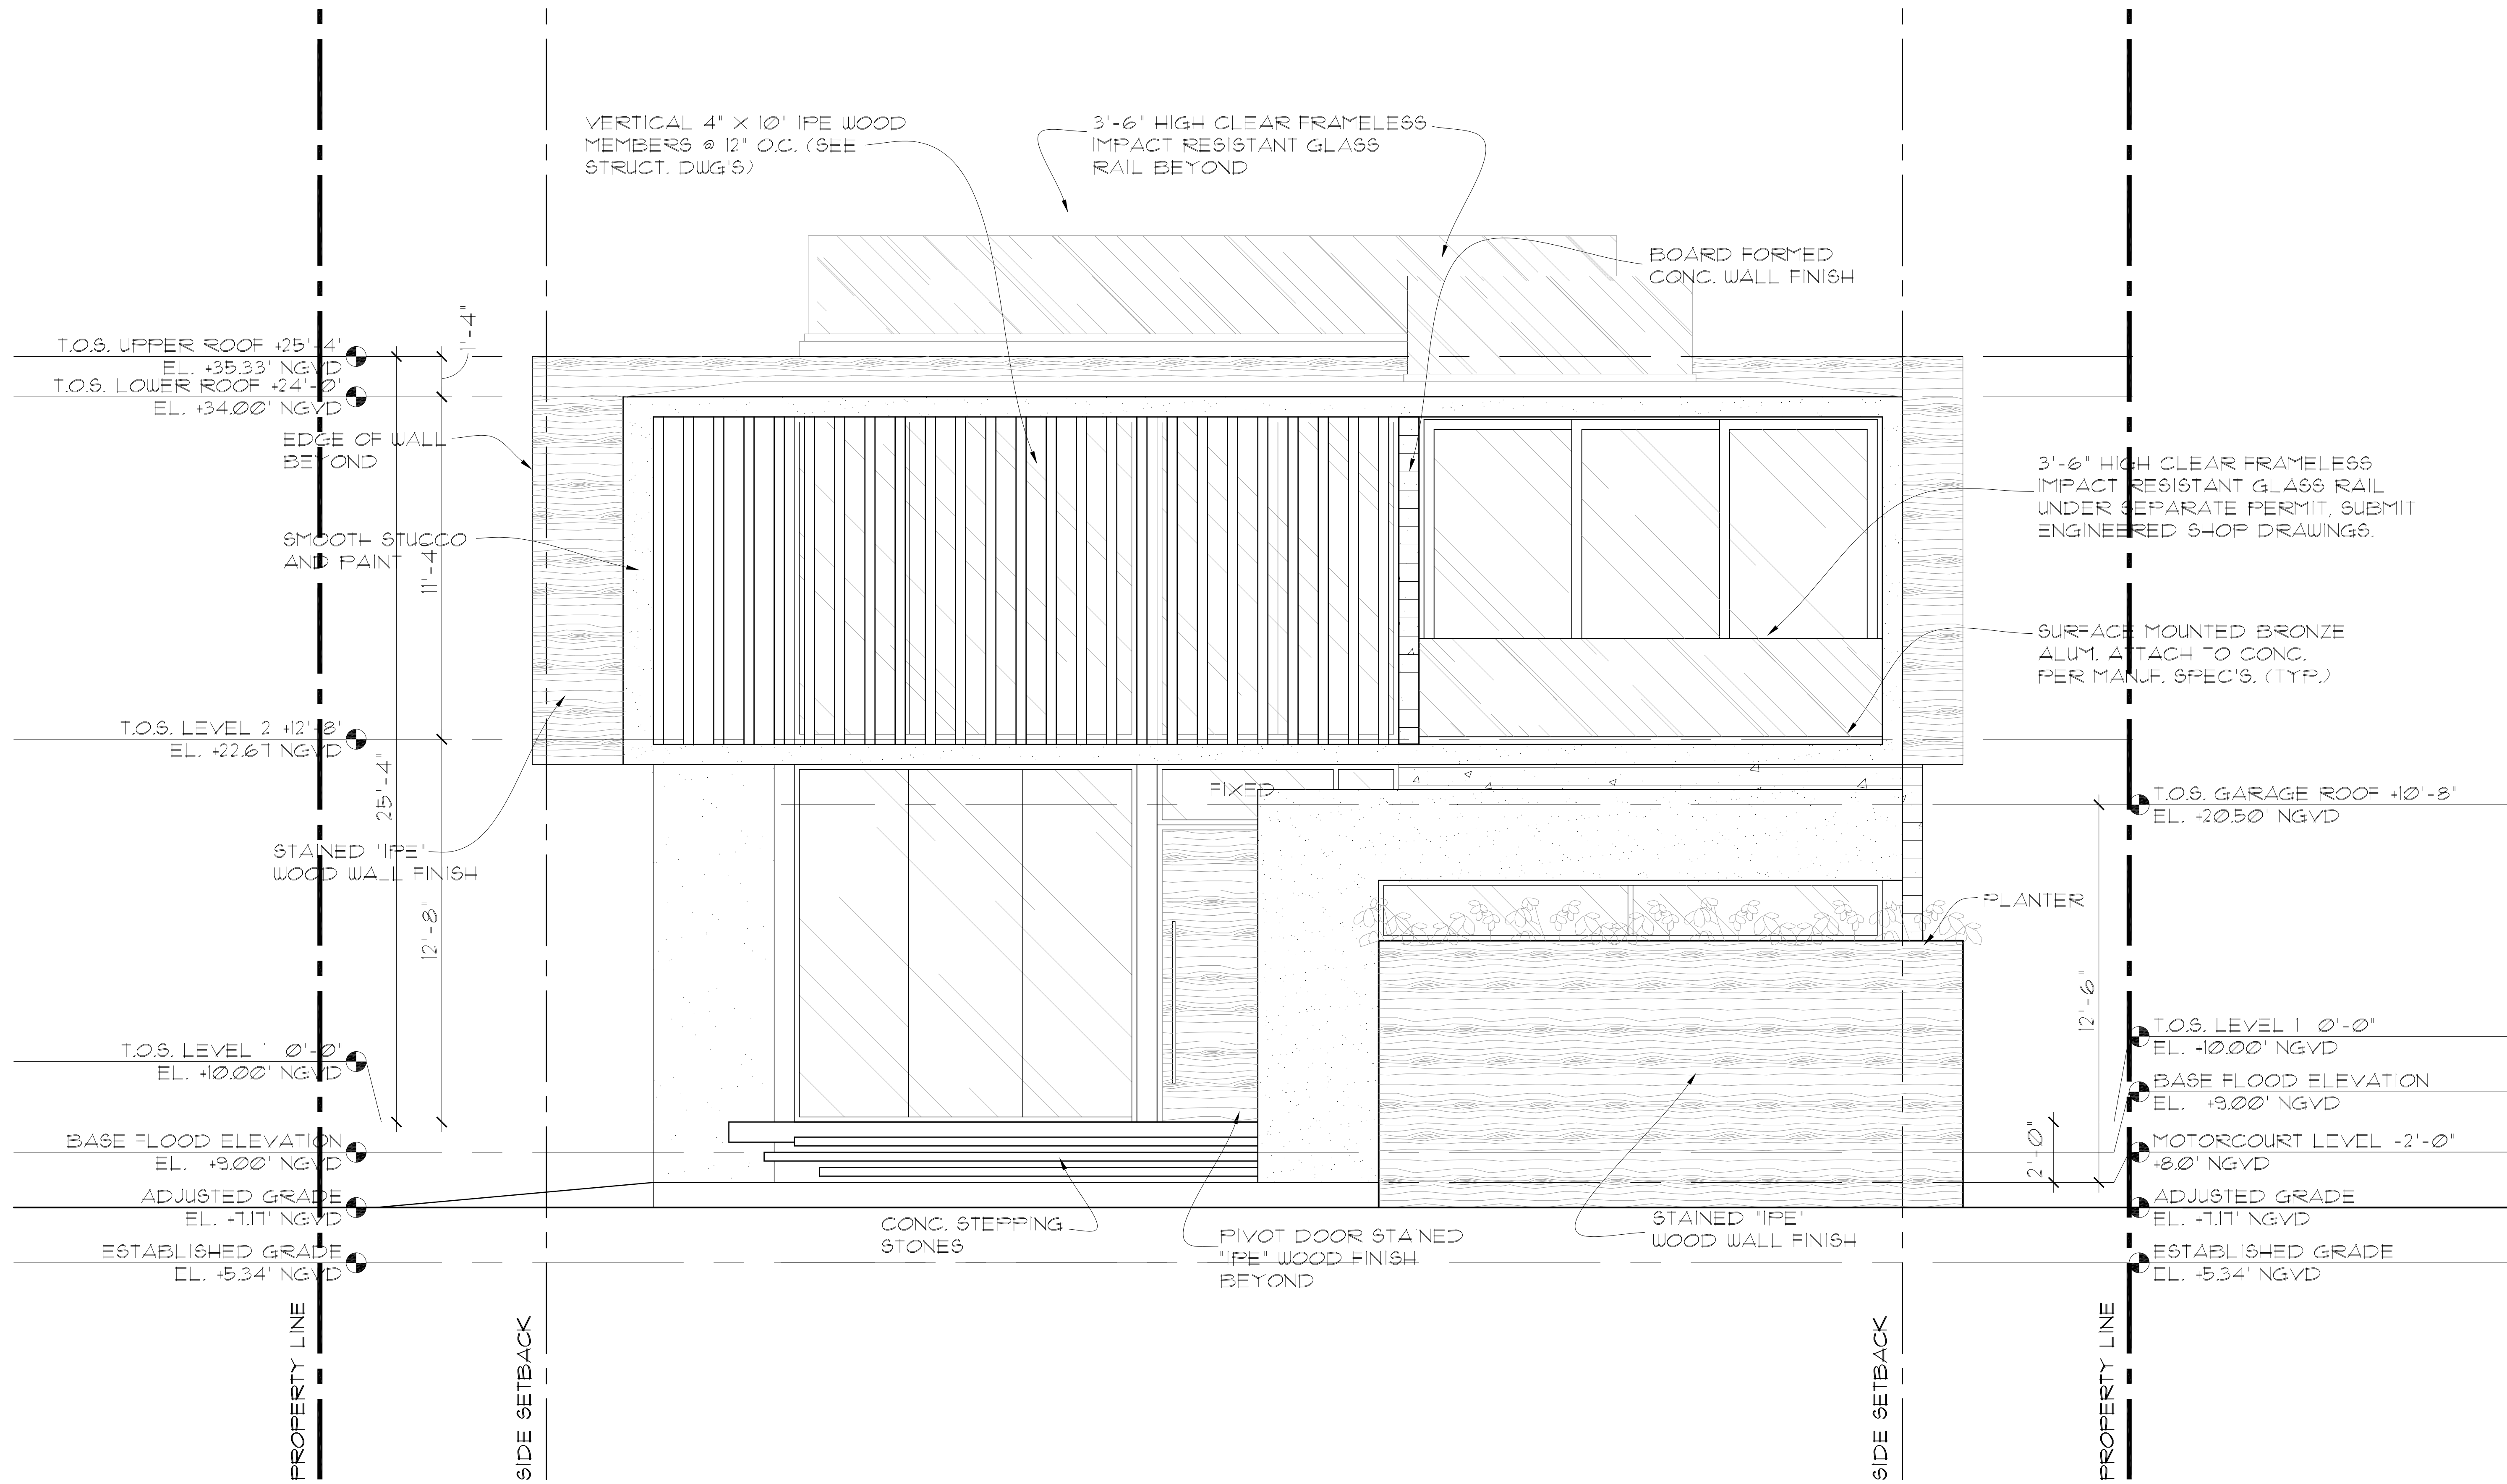 VERTICAL 4" X 10" IPE WOOD
MEMBERS @ 12" O.C. (SEE
STRUCT. DWG'S)
3'-6" HIGH CLEAR FRAMELESS
IMPACT RESISTANT GLASS
RAIL BEYOND
BOARD FORMED
CONC. WALL FINISH
1'-4"
T.O.S. UPPER ROOF +25'-4"
EL. +35.33' NGVD
T.O.S. LOWER ROOF +24'-0"
EL. +34.00' NGVD
EDGE OF WALL
BEYOND
SMOOTH STUCCO
AND PAINT
11'-4"
T.O.S. LEVEL 2 +12'-8"
EL. +22.67 NGVD
25'-4"
STAINED "IPE"
WOOD WALL FINISH
12'-8"
T.O.S. LEVEL 1 0'-0"
EL. +10.00' NGVD
BASE FLOOD ELEVATION
EL. +9.00' NGVD
ADJUSTED GRADE
EL. +7.17' NGVD
ESTABLISHED GRADE
EL. +5.34' NGVD
PROPERTY LINE
SIDE SETBACK
FIXED
CONC. STEPPING
STONES
PIVOT DOOR STAINED
"IPE" WOOD FINISH
BEYOND
STAINED "IPE"
WOOD WALL FINISH
3'-6" HIGH CLEAR FRAMELESS
IMPACT RESISTANT GLASS RAIL
UNDER SEPARATE PERMIT, SUBMIT
ENGINEERED SHOP DRAWINGS.
SURFACE MOUNTED BRONZE
ALUM. ATTACH TO CONC.
PER MANUF. SPEC'S. (TYP.)
T.O.S. GARAGE ROOF +10'-8"
EL. +20.50' NGVD
PLANTER
12'-6"
T.O.S. LEVEL 1 0'-0"
EL. +10.00' NGVD
BASE FLOOD ELEVATION
EL. +9.00' NGVD
2'-0"
MOTORCOURT LEVEL -2'-0"
+8.0' NGVD
ADJUSTED GRADE
EL. +7.17' NGVD
ESTABLISHED GRADE
EL. +5.34' NGVD
SIDE SETBACK
PROPERTY LINE